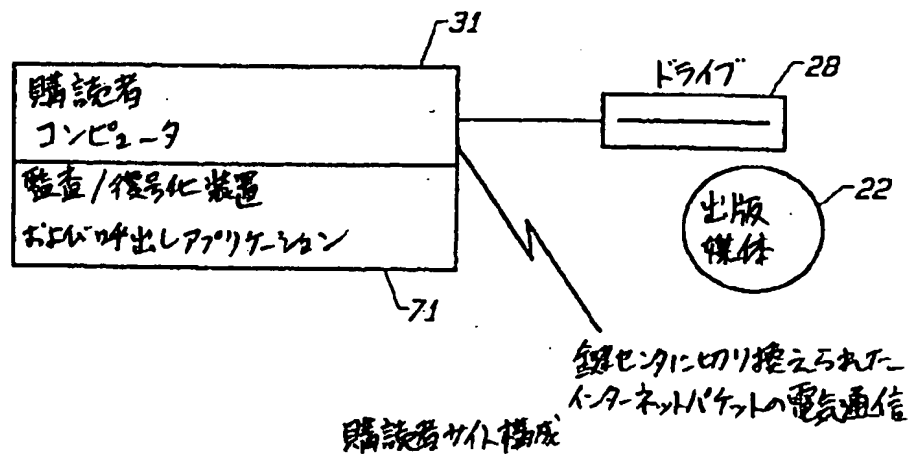 31
購読者
コンピュータ
監査/復号化装置
および呼出しアプリケーション
71
ドライブ
28
出版
媒体
22
鍵センタに切り換えられた
インターネットパケットの電気通信
購読者サイト構成